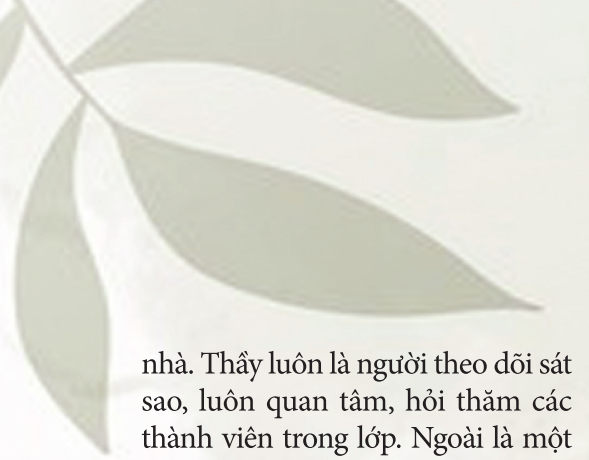 nhà. Thầy luôn là người theo dõi sát
sao, luôn quan tâm, hỏi thăm các
thành viên trong lớp. Ngoài là một